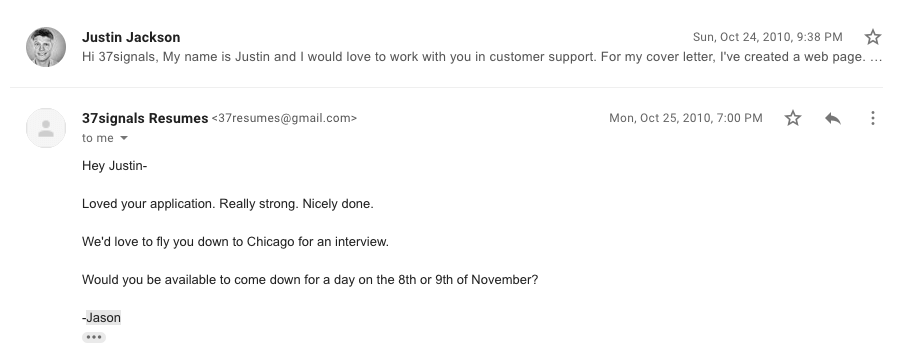 Justin Jackson Sun, Oct 24, 2010, 9:38 PM
Hi 37signals, My name is Justin and I would love to work with you in customer support. For my cover letter, I've created a web page. ...
37signals Resumes <37resumes@gmail.com> Mon, Oct 25, 2010, 7:00 PM
to me
Hey Justin-
Loved your application. Really strong. Nicely done.
We'd love to fly you down to Chicago for an interview.
Would you be available to come down for a day on the 8th or 9th of November?
-Jason